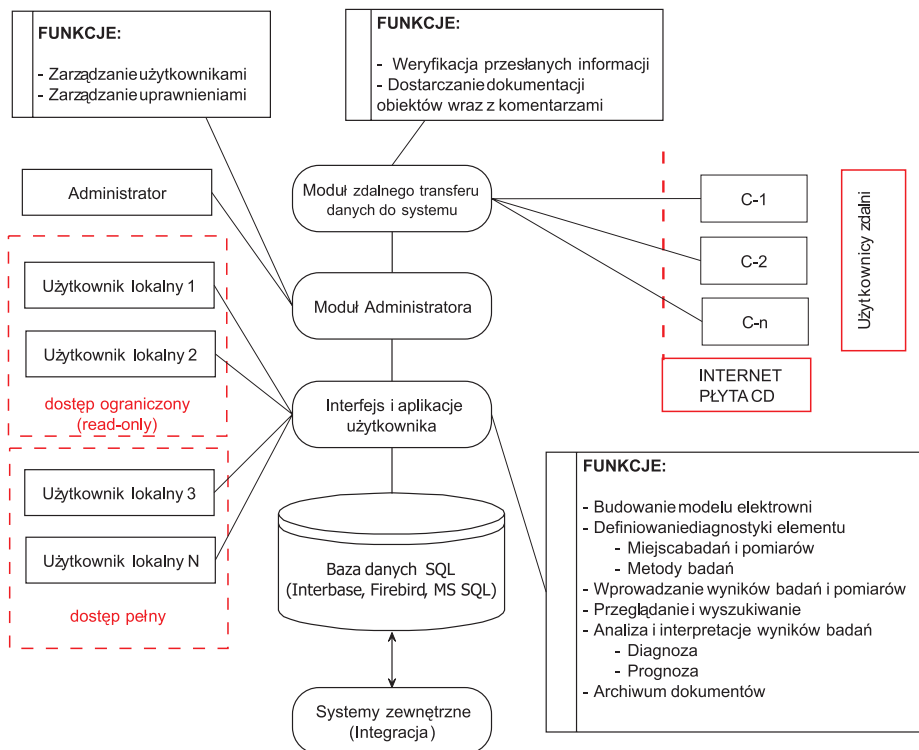 FUNKCJE:
- Zarządzanie użytkownikami
- Zarządzanie uprawnieniami
FUNKCJE:
- Weryfikacja przesłanych informacji
- Dostarczanie dokumentacji
obiektów wraz z komentarzami
Administrator
Moduł zdalnego transferu
danych do systemu
C-1
C-2
C-n
Użytkownicy zdalni
INTERNET
PŁYTA CD
Użytkownik lokalny 1
Użytkownik lokalny 2
dostęp ograniczony
(read-only)
Moduł Administratora
Interfejs i aplikacje
użytkownika
Użytkownik lokalny 3
Użytkownik lokalny N
dostęp pełny
Baza danych SQL
(Interbase, Firebird, MS SQL)
Systemy zewnętrzne
(Integracja)
FUNKCJE:
- Budowanie modelu elektrowni
- Definiowanie diagnostyki elementu
- Miejsca badań i pomiarów
- Metody badań
- Wprowadzanie wyników badań i pomiarów
- Przeglądanie i wyszukiwanie
- Analiza i interpretacje wyników badań
- Diagnoza
- Prognoza
- Archiwum dokumentów